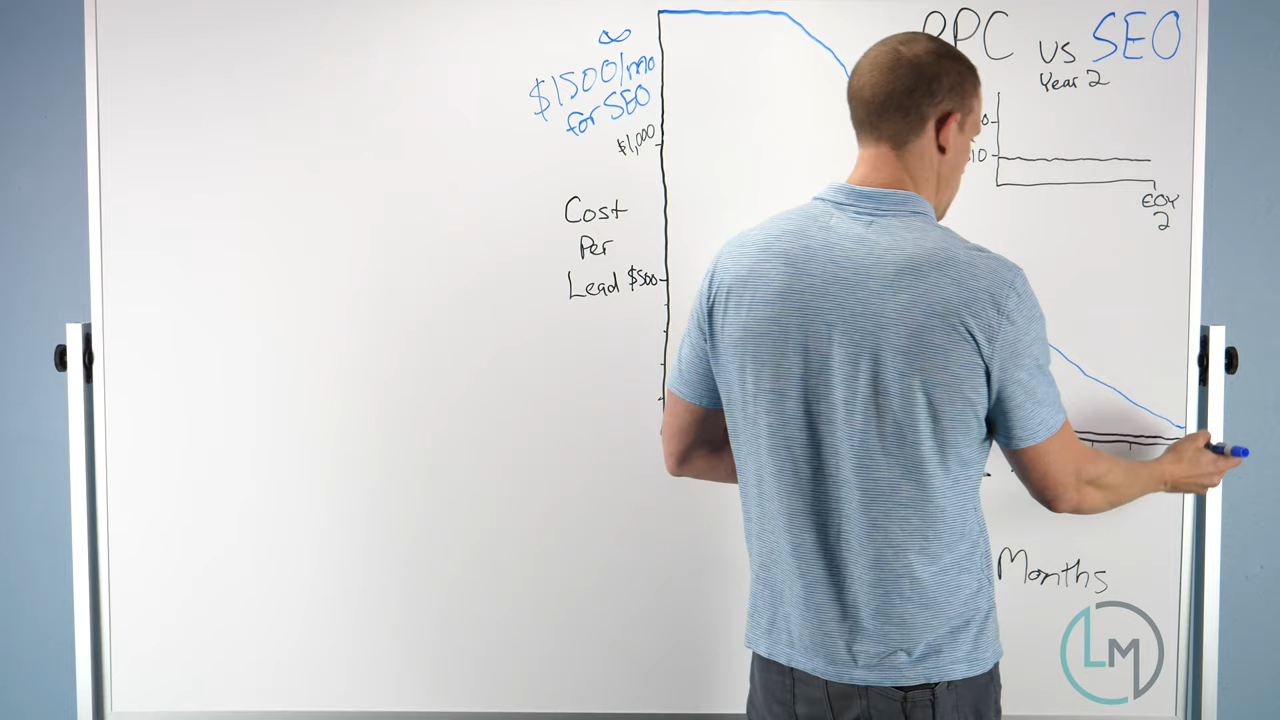 PPC vs SEO
Year 2
∞
$1500/mo
for SEO
$1,000
Cost
Per
Lead $500
10
EOY
2
Months
LM